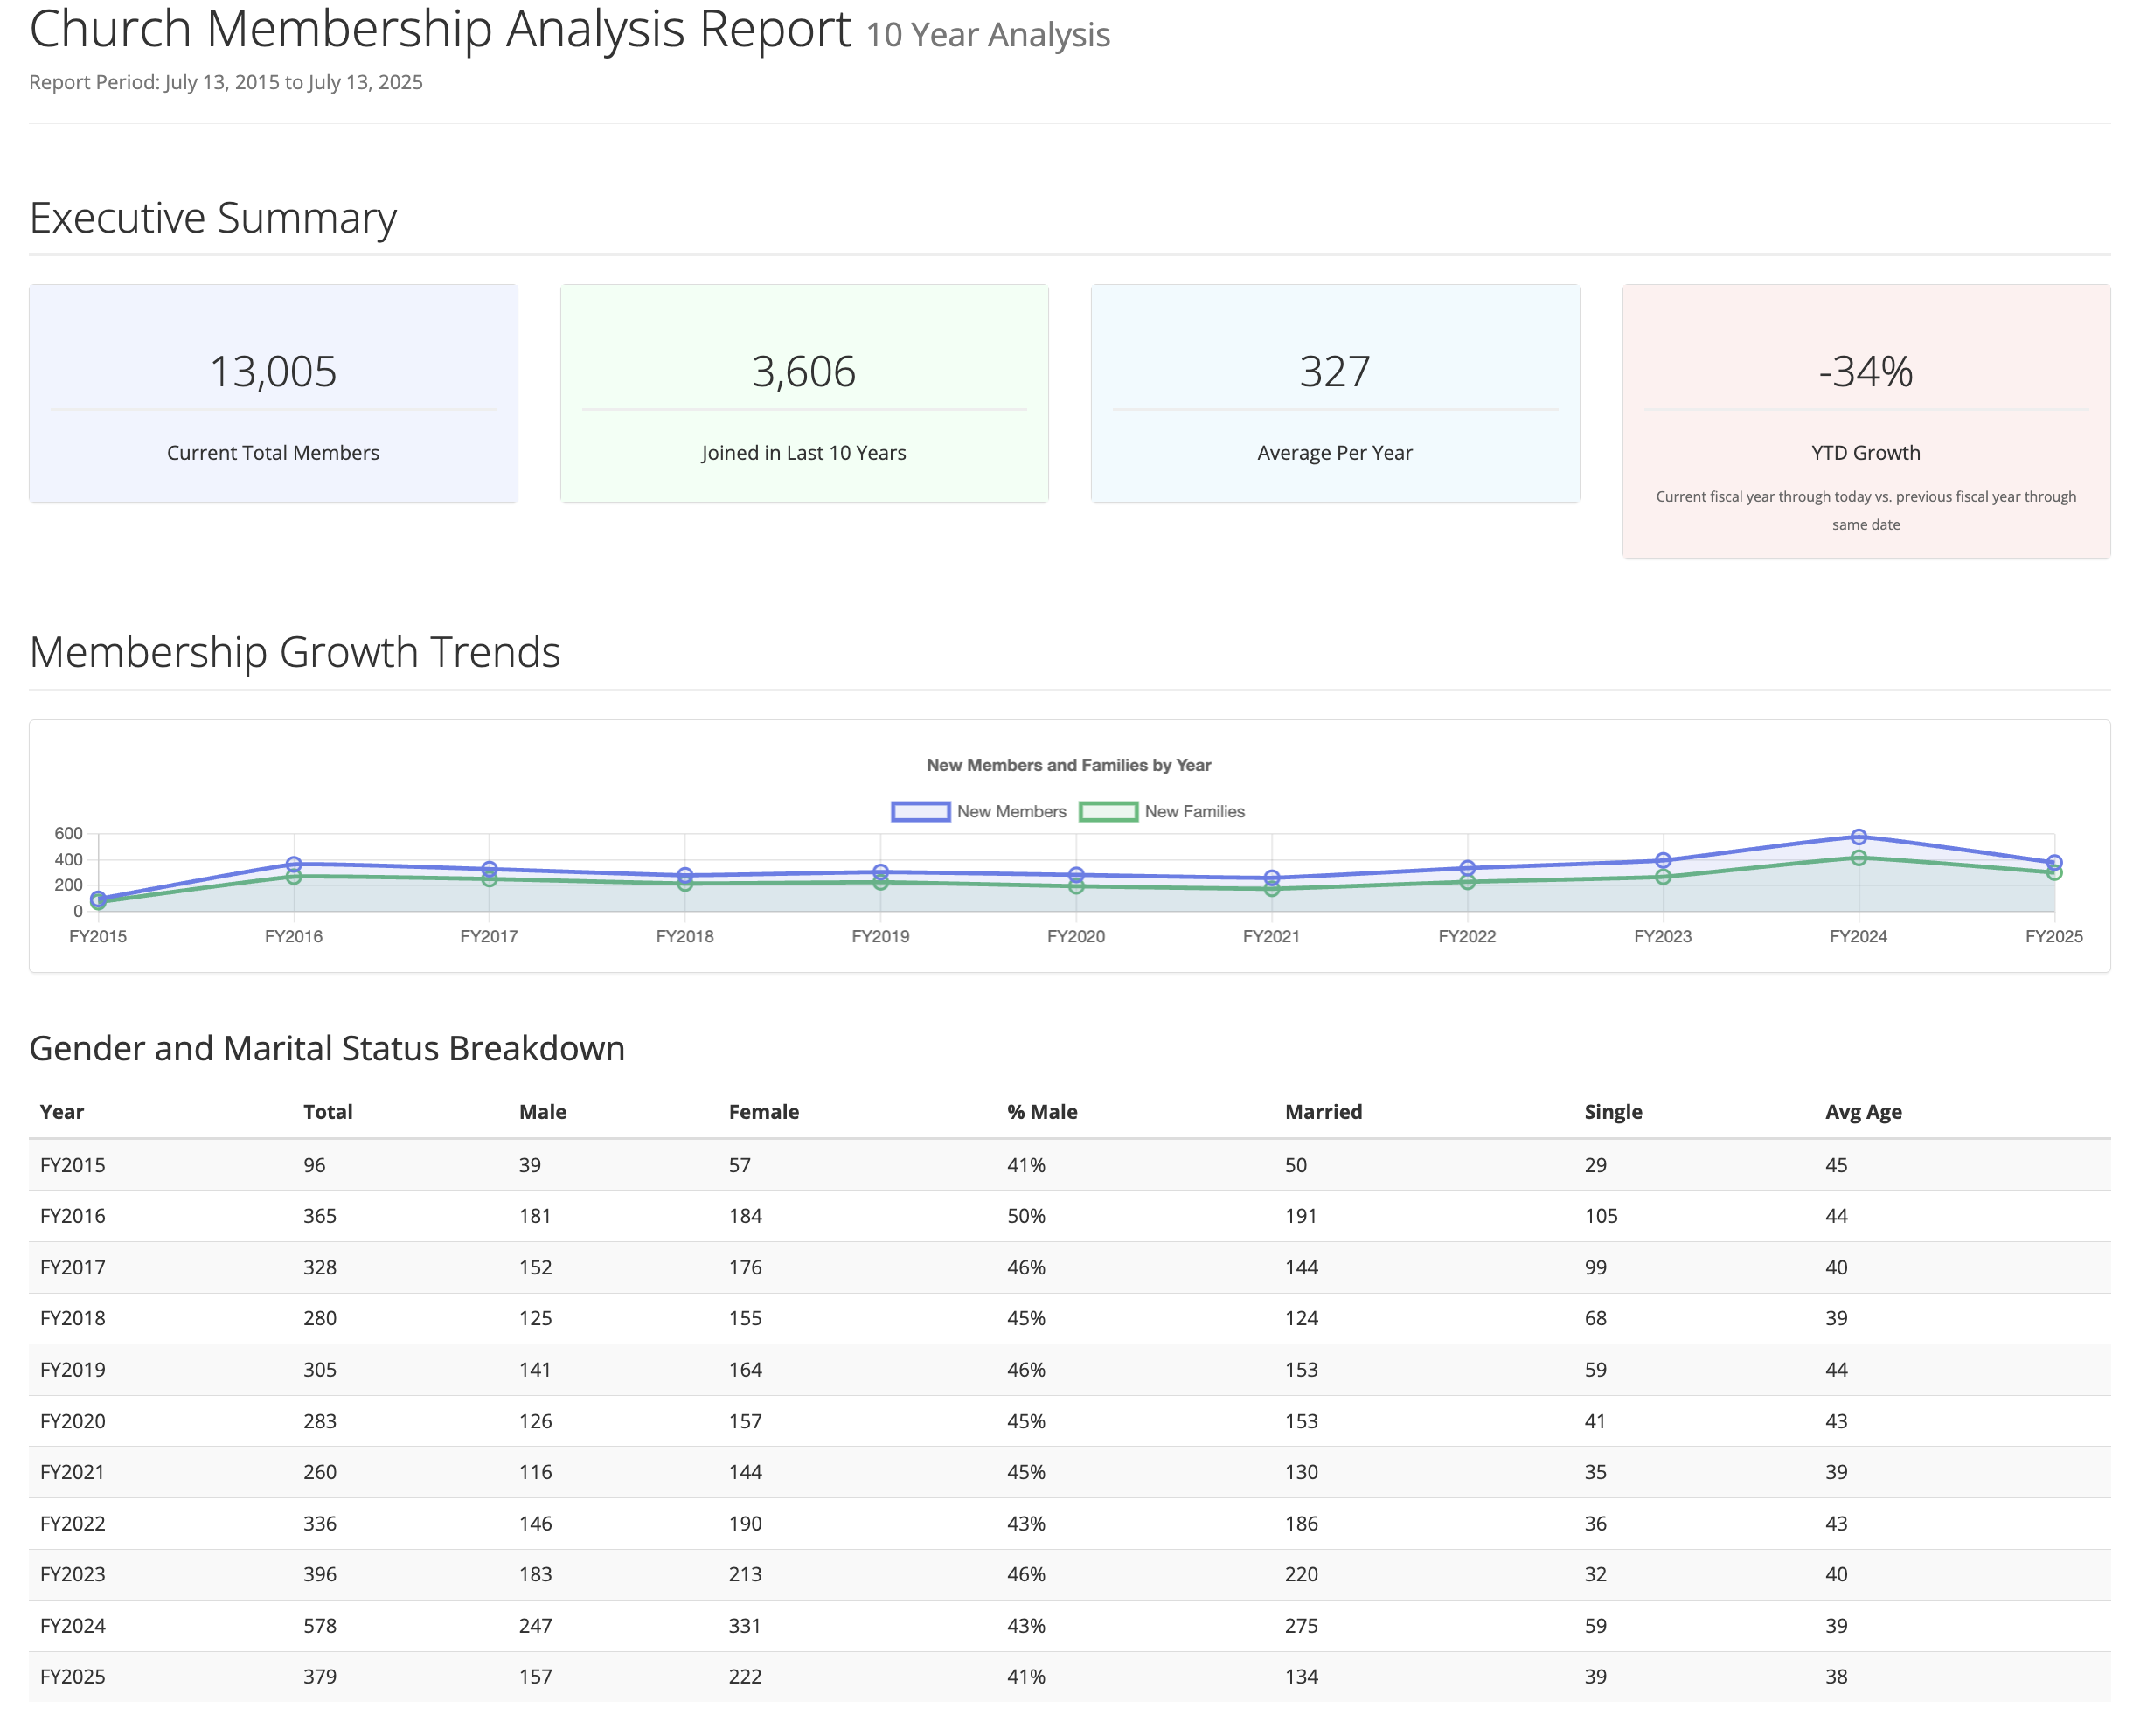 Church Membership Analysis Report 10 Year Analysis
Report Period: July 13, 2015 to July 13, 2025
Executive Summary
13,005
Current Total Members
3,606
Joined in Last 10 Years
327
Average Per Year
-34%
YTD Growth
Current fiscal year through today vs. previous fiscal year through
same date
Membership Growth Trends
New Members and Families by Year
New Members New Families
600
400
200
0
FY2015 FY2016 FY2017 FY2018 FY2019 FY2020 FY2021 FY2022 FY2023 FY2024 FY2025
Gender and Marital Status Breakdown
Year Total Male Female % Male Married Single Avg Age
FY2015 96 39 57 41% 50 29 45
FY2016 365 181 184 50% 191 105 44
FY2017 328 152 176 46% 144 99 40
FY2018 280 125 155 45% 124 68 39
FY2019 305 141 164 46% 153 59 44
FY2020 283 126 157 45% 153 41 43
FY2021 260 116 144 45% 130 35 39
FY2022 336 146 190 43% 186 36 43
FY2023 396 183 213 46% 220 32 40
FY2024 578 247 331 43% 275 59 39
FY2025 379 157 222 41% 134 39 38